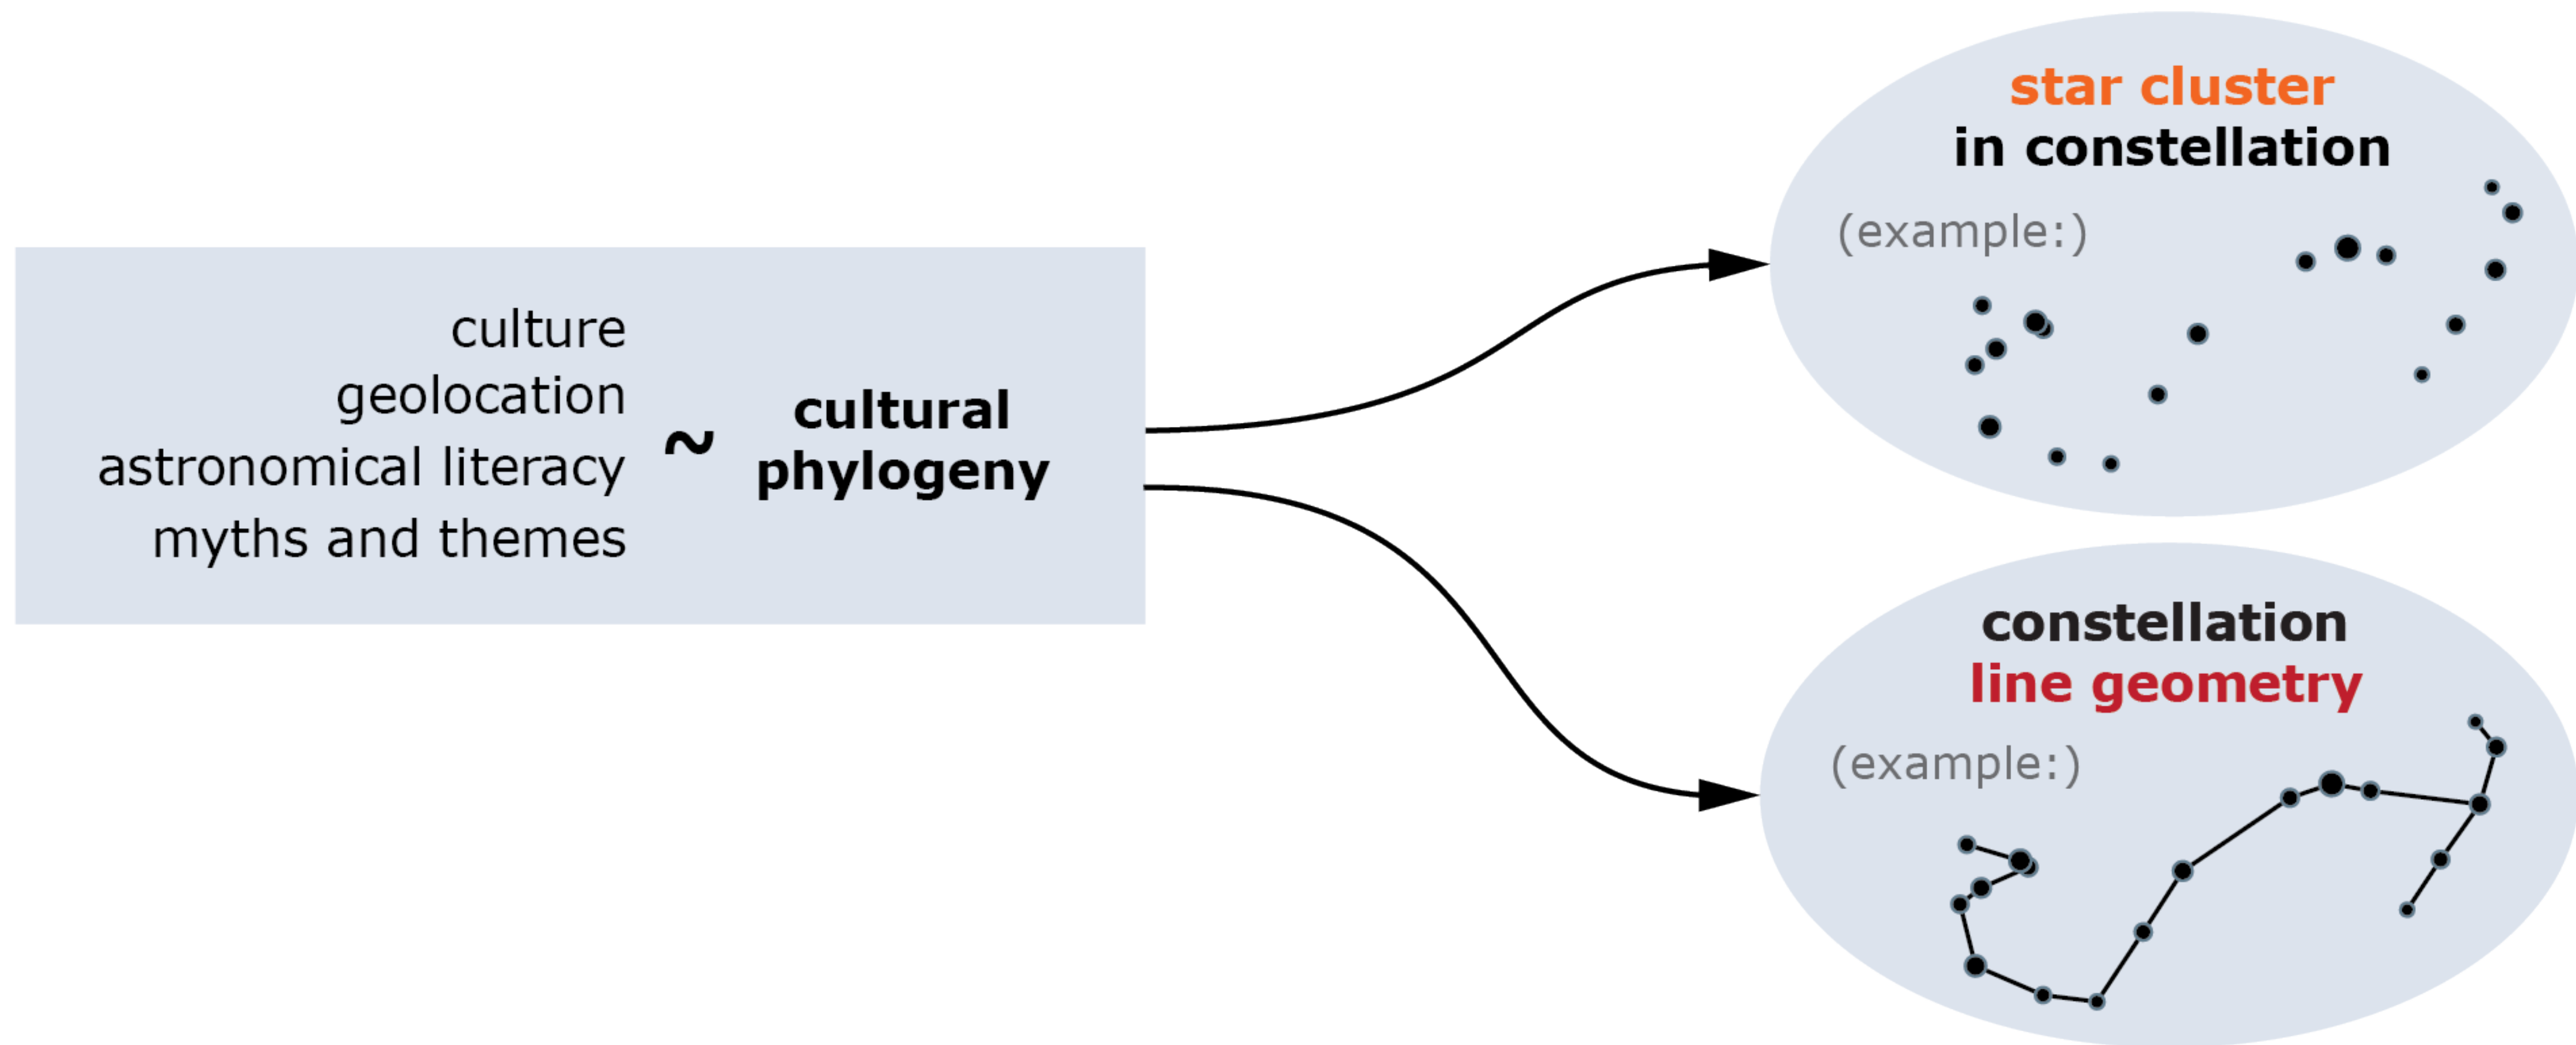 culture
geolocation
astronomical literacy
myths and themes
~
cultural
phylogeny
star cluster
in constellation
(example:)
constellation
line geometry
(example:)